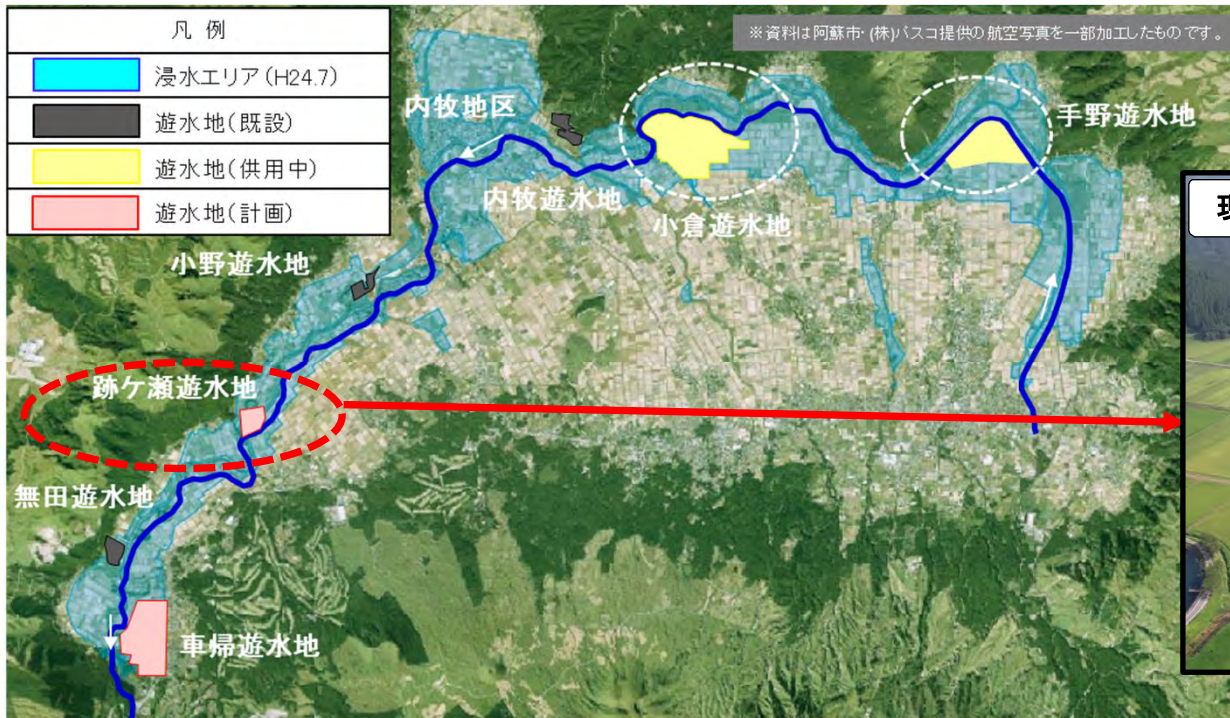 凡例
浸水エリア(H24.7)
遊水地(既設)
遊水地(供用中)
遊水地(計画)
※資料は阿蘇市・(株)パスコ提供の航空写真を一部加工したものです。
内牧地区
手野遊水地
内牧遊水地
小倉遊水地
小野遊水地
跡ケ瀬遊水地
無田遊水地
車帰遊水地